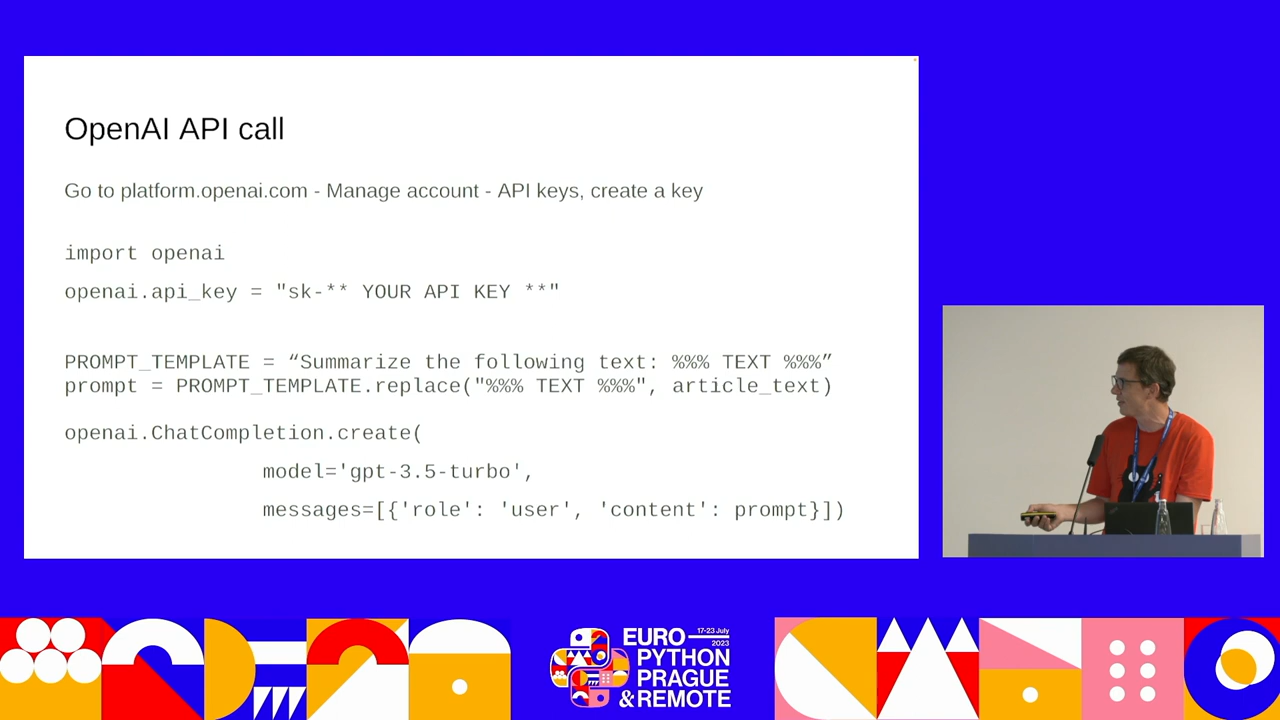 OpenAI API call
Go to platform.openai.com - Manage account - API keys, create a key
import openai
openai.api_key = "sk-** YOUR API KEY **"
PROMPT_TEMPLATE = “Summarize the following text: %%% TEXT %%%”
prompt = PROMPT_TEMPLATE.replace("%%% TEXT %%%", article_text)
openai.ChatCompletion.create(
model='gpt-3.5-turbo',
messages=[{'role': 'user', 'content': prompt}])
EURO
17-23 July
2023
PYTHON
PRAGUE
& REMOTE